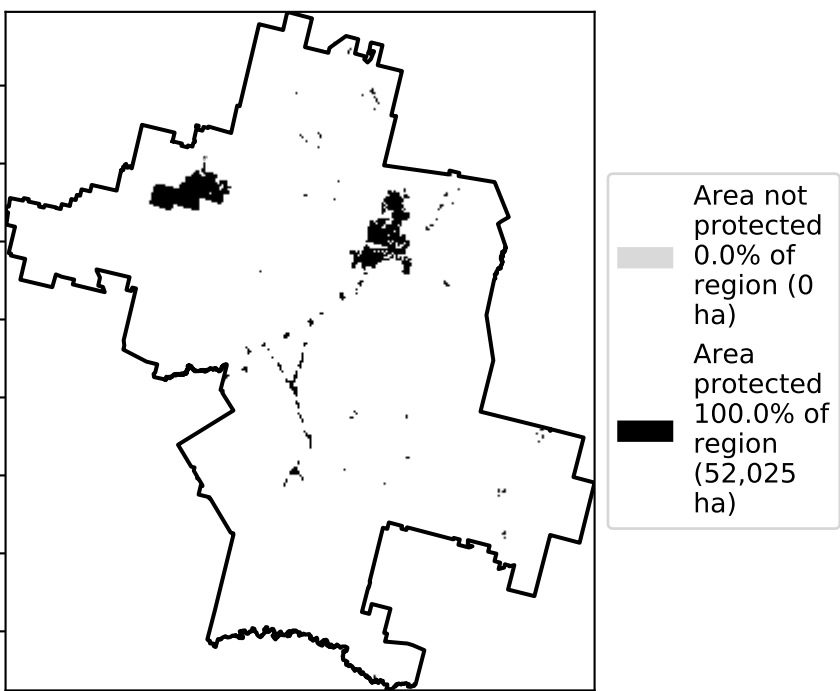 Area not
protected
0.0% of
region (0
ha)
Area
protected
100.0% of
region
(52,025
ha)